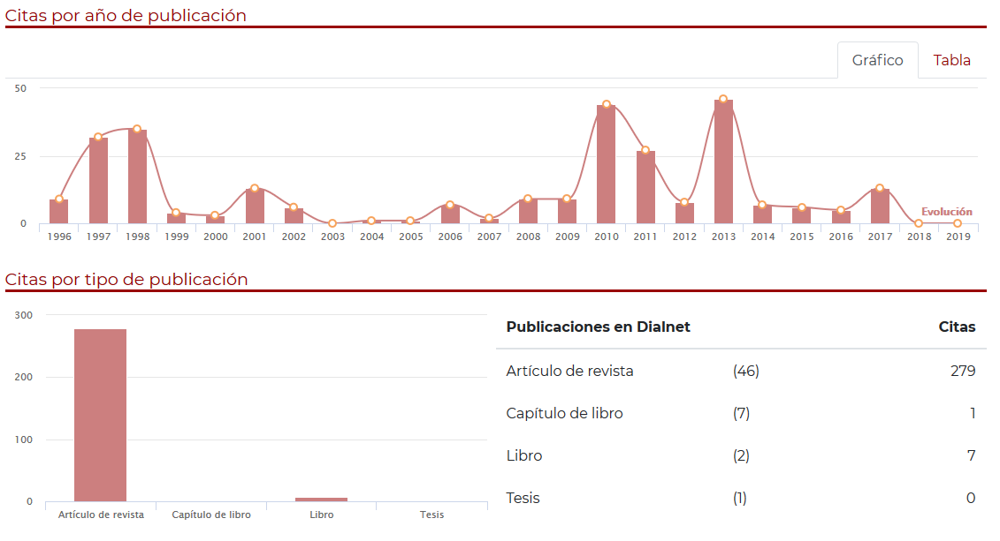 Citas por año de publicación
Gráfico Tabla
50
25
0
Evolución
1996 1997 1998 1999 2000 2001 2002 2003 2004 2005 2006 2007 2008 2009 2010 2011 2012 2013 2014 2015 2016 2017 2018 2019
Citas por tipo de publicación
300
200
100
0
Artículo de revista Capítulo de libro Libro Tesis
Publicaciones en Dialnet Citas
Artículo de revista (46) 279
Capítulo de libro (7) 1
Libro (2) 7
Tesis (1) 0